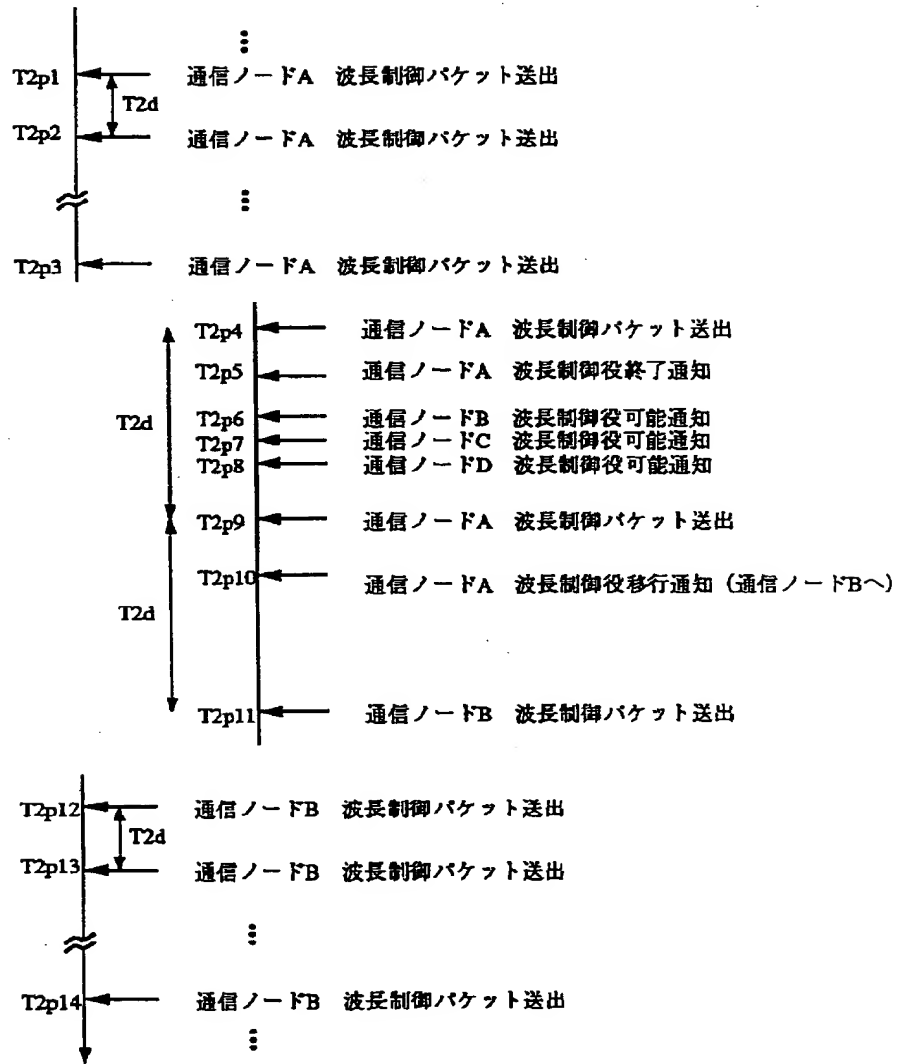 T2p1 通信ノードA 波長制御パケット送出
T2d
T2p2 通信ノードA 波長制御パケット送出
T2p3 通信ノードA 波長制御パケット送出
T2p4 通信ノードA 波長制御パケット送出
T2p5 通信ノードA 波長制御役終了通知
T2d
T2p6 通信ノードB 波長制御役可能通知
T2p7 通信ノードC 波長制御役可能通知
T2p8 通信ノードD 波長制御役可能通知
T2p9 通信ノードA 波長制御パケット送出
T2p10 通信ノードA 波長制御役移行通知(通信ノードBへ)
T2d
T2p11 通信ノードB 波長制御パケット送出
T2p12 通信ノードB 波長制御パケット送出
T2d
T2p13 通信ノードB 波長制御パケット送出
T2p14 通信ノードB 波長制御パケット送出